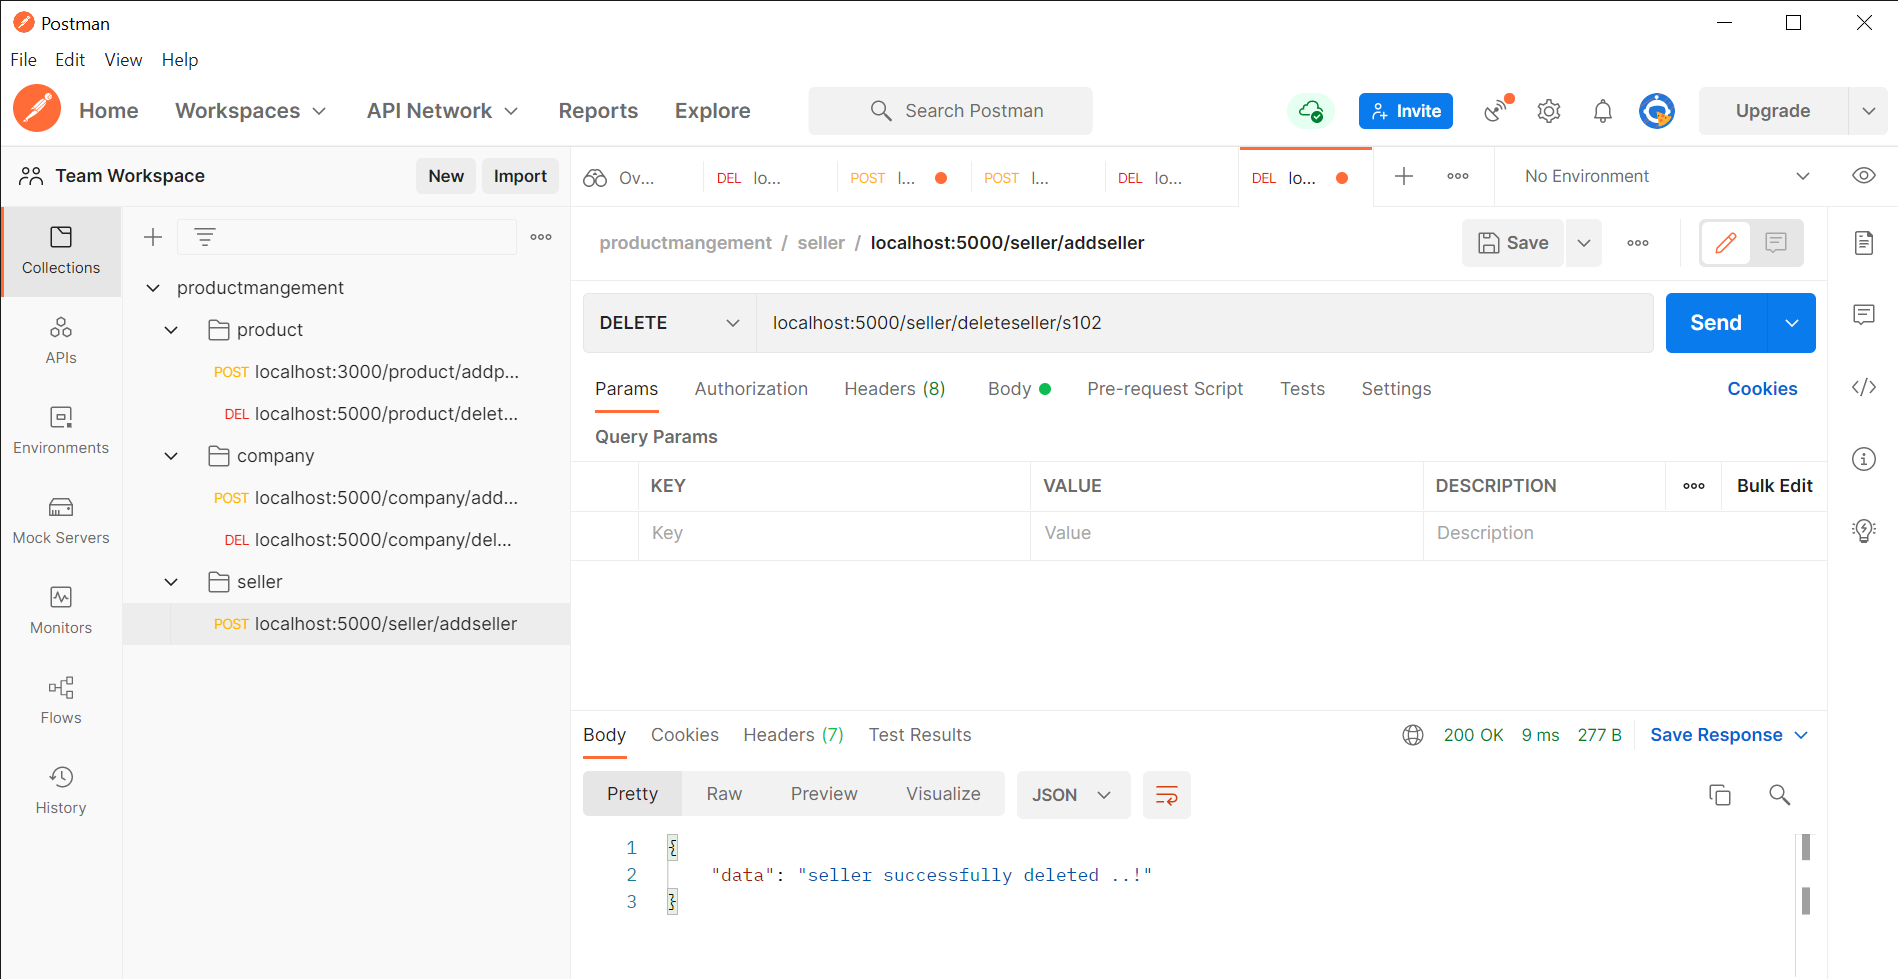 Postman
File Edit View Help
Home Workspaces API Network Reports Explore Search Postman Invite Upgrade
Team Workspace New Import
Ov... DEL lo... POST l... POST l... DEL lo... DEL lo... No Environment
Collections
APIs
Environments
Mock Servers
Monitors
Flows
History
productmangement
product
POST localhost:3000/product/addp...
DEL localhost:5000/product/delet...
company
POST localhost:5000/company/add...
DEL localhost:5000/company/del...
seller
POST localhost:5000/seller/addseller
productmangement / seller / localhost:5000/seller/addseller Save
DELETE localhost:5000/seller/deleteseller/s102 Send
Params Authorization Headers (8) Body Pre-request Script Tests Settings Cookies
Query Params
KEY VALUE DESCRIPTION Bulk Edit
Key Value Description
Body Cookies Headers (7) Test Results 200 OK 9 ms 277 B Save Response
Pretty Raw Preview Visualize JSON
1 {
2 "data": "seller successfully deleted ..!"
3 }